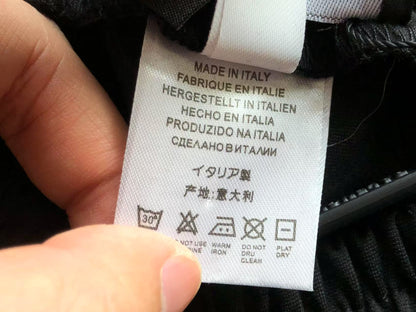 MADE IN ITALY
FABRIQUE EN ITALIE
HERGESTELLT IN ITALIEN
HECHO EN ITALIA
PRODUZIDO NA ITALIA
СДЕЛАНО В ИТАЛИИ
イタリア製
产地:意大利
30°
NOT USE WARM IRON DO NOT DRU CLEAN PLAT DRY